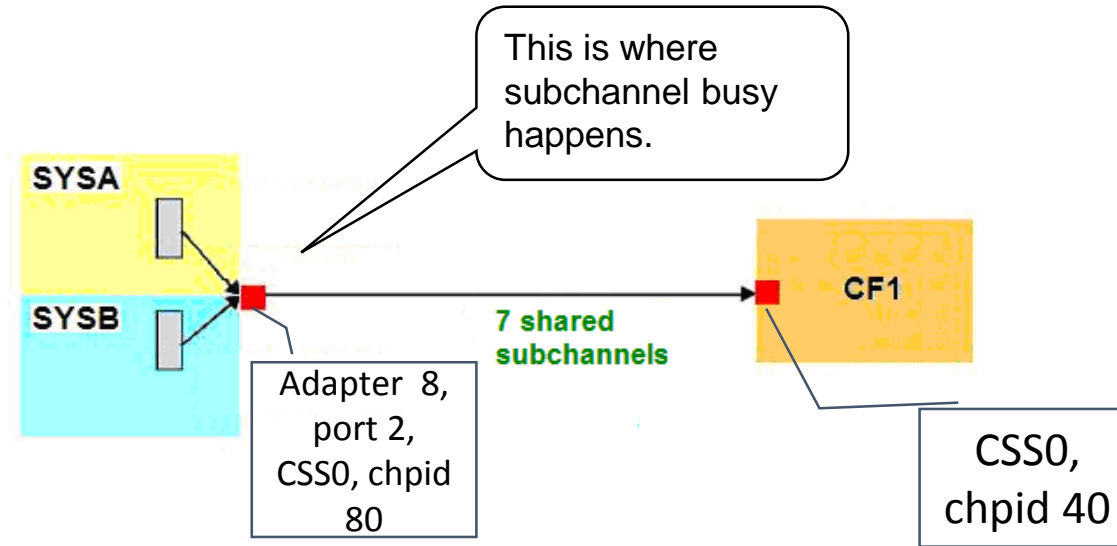 This is where
subchannel busy
happens.
SYSA
SYSB
CF1
7 shared
subchannels
Adapter 8,
port 2,
CSS0, chpid
80
CSS0,
chpid 40